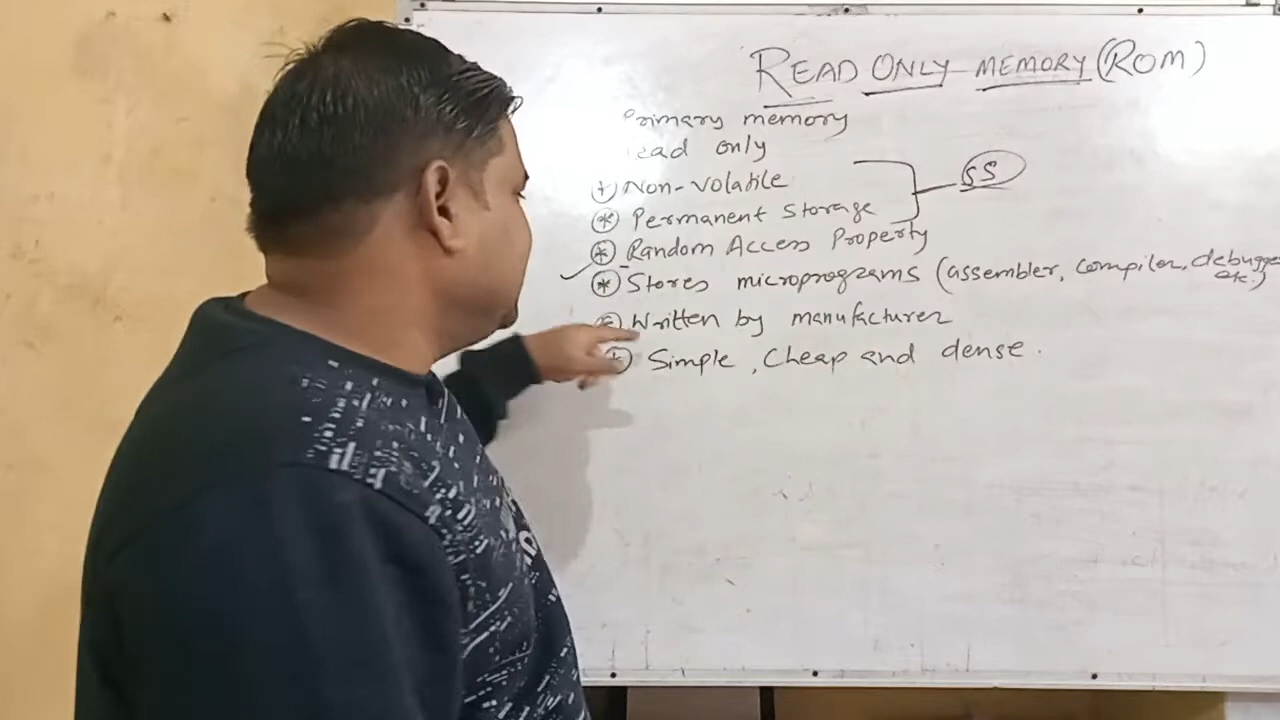 READ ONLY MEMORY (ROM)
Primary memory
ead only
Non-volatile
* Permanent Storage
SS
* Random Access Property
* Stores microprograms (assembler, compiler, debugge
etc.)
* Written by manufacturer
* Simple, Cheap and dense.